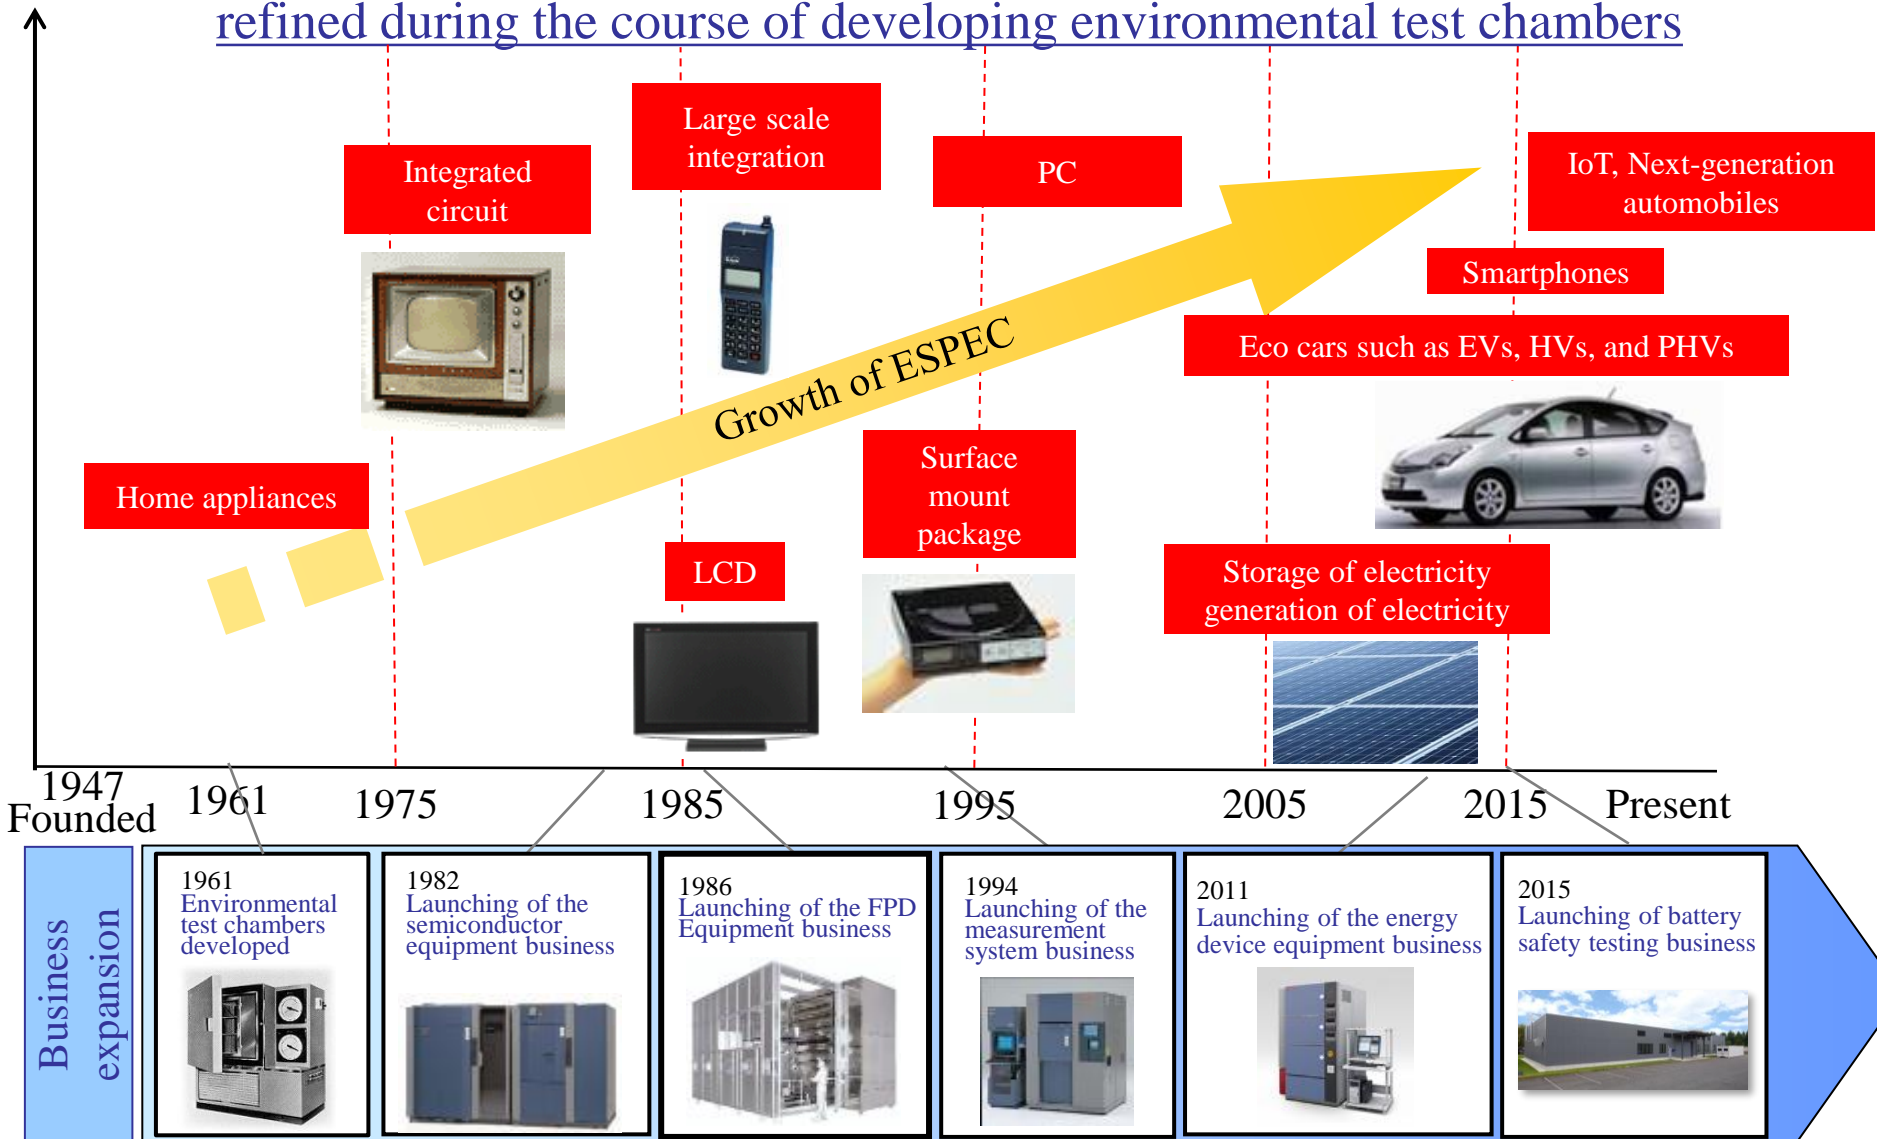 refined during the course of developing environmental test chambers
Large scale
integration
Integrated
circuit
PC
IoT, Next-generation
automobiles
Smartphones
Eco cars such as EVs, HVs, and PHVs
Growth of ESPEC
Home appliances
Surface
mount
package
LCD
Storage of electricity
generation of electricity
1947
Founded
1961
1975
1985
1995
2005
2015
Present
Business
expansion
1961
Environmental
test chambers
developed
1982
Launching of the
semiconductor
equipment business
1986
Launching of the FPD
Equipment business
1994
Launching of the
measurement
system business
2011
Launching of the energy
device equipment business
2015
Launching of battery
safety testing business